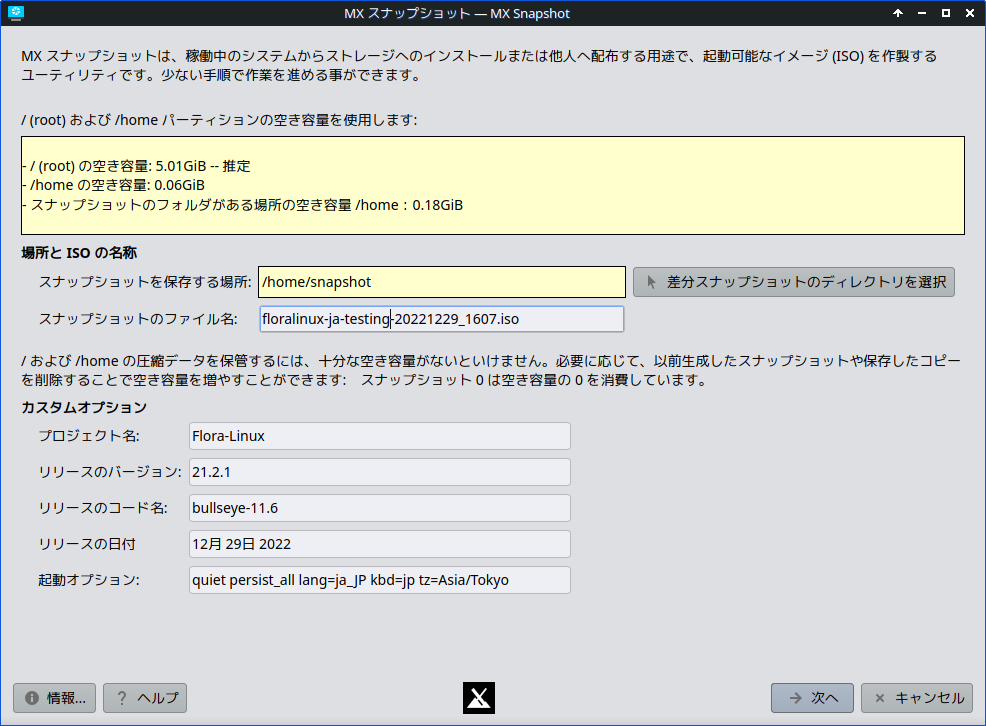 MX スナップショット — MX Snapshot
MX スナップショットは、稼働中のシステムからストレージへのインストールまたは他人へ配布する用途で、起動可能なイメージ (ISO) を作製する
ユーティリティです。少ない手順で作業を進める事ができます。
/ (root) および /home パーティションの空き容量を使用します:
- / (root) の空き容量: 5.01GiB -- 推定
- /home の空き容量: 0.06GiB
- スナップショットのフォルダがある場所の空き容量 /home : 0.18GiB
場所と ISO の名称
スナップショットを保存する場所: /home/snapshot 差分スナップショットのディレクトリを選択
スナップショットのファイル名: floralinux-ja-testing-20221229_1607.iso
/ および /home の圧縮データを保管するには、十分な空き容量がないといけません。必要に応じて、以前生成したスナップショットや保存したコピー
を削除することで空き容量を増やすことができます: スナップショット 0 は空き容量の 0 を消費しています。
カスタムオプション
プロジェクト名: Flora-Linux
リリースのバージョン: 21.2.1
リリースのコード名: bullseye-11.6
リリースの日付 12月 29日 2022
起動オプション: quiet persist_all lang=ja_JP kbd=jp tz=Asia/Tokyo
情報... ? ヘルプ 次へ キャンセル